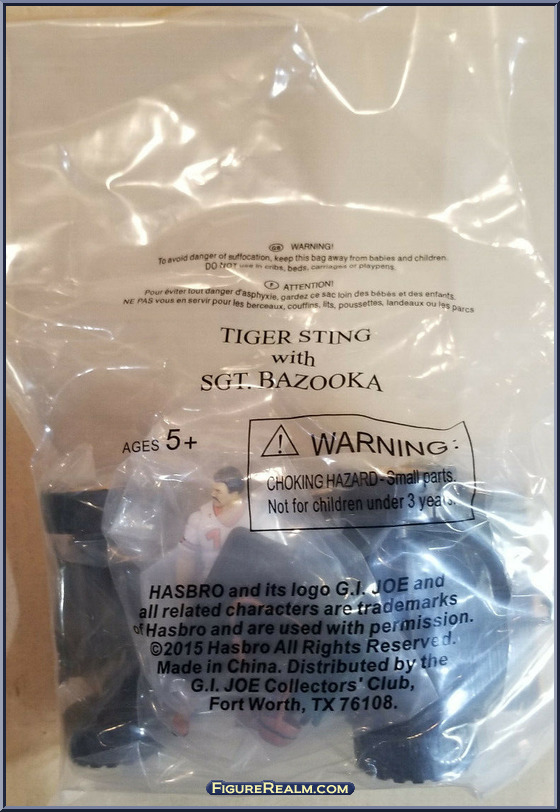 GB WARNING!
To avoid danger of suffocation, keep this bag away from babies and children.
DO NOT use in cribs, beds, carriages or playpens.
F ATTENTION!
Pour éviter tout danger d'asphyxie, gardez ce sac loin des bébés et des enfants.
NE PAS vous en servir pour les berceaux, couffins, lits, poussettes, landeaux ou les parcs
TIGER STING
with
SGT. BAZOOKA
AGES 5+
WARNING:
CHOKING HAZARD - Small parts.
Not for children under 3 years.
HASBRO and its logo G.I. JOE and
all related characters are trademarks
of Hasbro and are used with permission.
©2015 Hasbro All Rights Reserved.
Made in China. Distributed by the
G.I. JOE Collectors' Club,
Fort Worth, TX 76108.
FIGUREREALM.COM